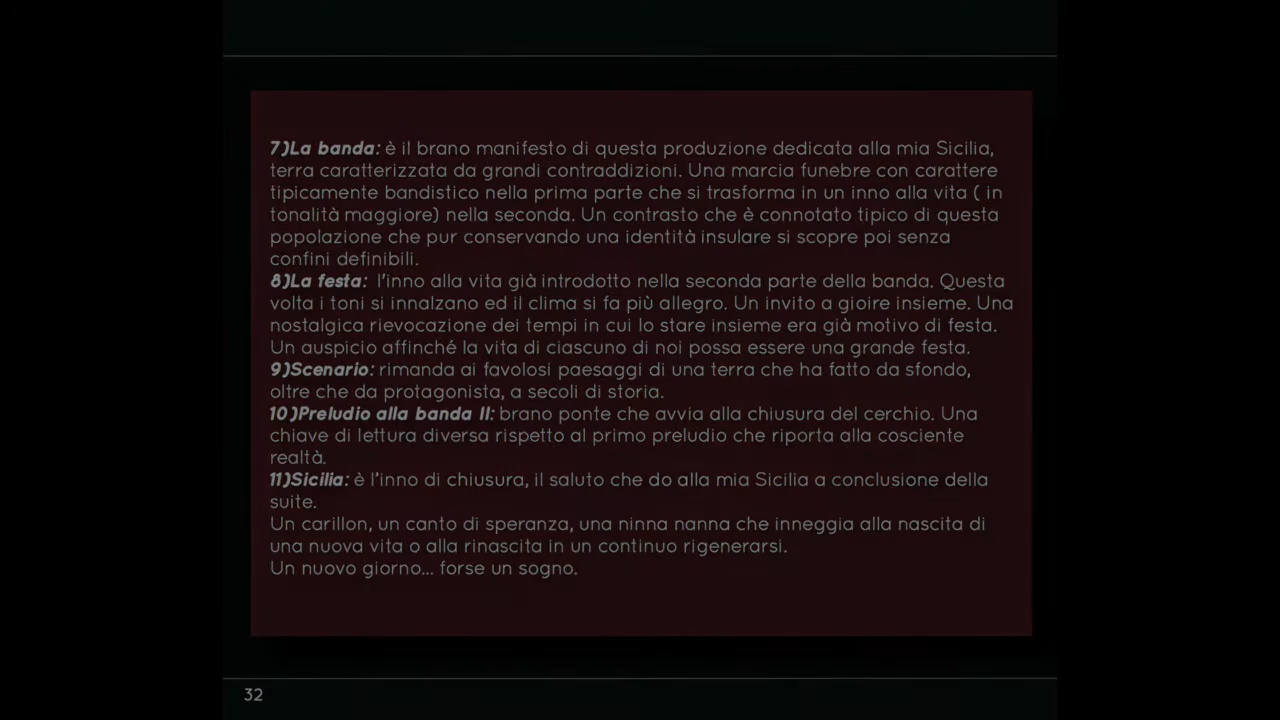 7)La banda: è il brano manifesto di questa produzione dedicata alla mia Sicilia,
terra caratterizzata da grandi contraddizioni. Una marcia funebre con carattere
tipicamente bandistico nella prima parte che si trasforma in un inno alla vita ( in
tonalità maggiore) nella seconda. Un contrasto che è connotato tipico di questa
popolazione che pur conservando una identità insulare si scopre poi senza
confini definibili.
8)La festa: l'inno alla vita già introdotto nella seconda parte della banda. Questa
volta i toni si innalzano ed il clima si fa più allegro. Un invito a gioire insieme. Una
nostalgica rievocazione dei tempi in cui lo stare insieme era già motivo di festa.
Un auspicio affinché la vita di ciascuno di noi possa essere una grande festa.
9)Scenario: rimanda ai favolosi paesaggi di una terra che ha fatto da sfondo,
oltre che da protagonista, a secoli di storia.
10)Preludio alla banda II: brano ponte che avvia alla chiusura del cerchio. Una
chiave di lettura diversa rispetto al primo preludio che riporta alla cosciente
realtà.
11)Sicilia: è l'inno di chiusura, il saluto che do alla mia Sicilia a conclusione della
suite.
Un carillon, un canto di speranza, una ninna nanna che inneggia alla nascita di
una nuova vita o alla rinascita in un continuo rigenerarsi.
Un nuovo giorno... forse un sogno.
32